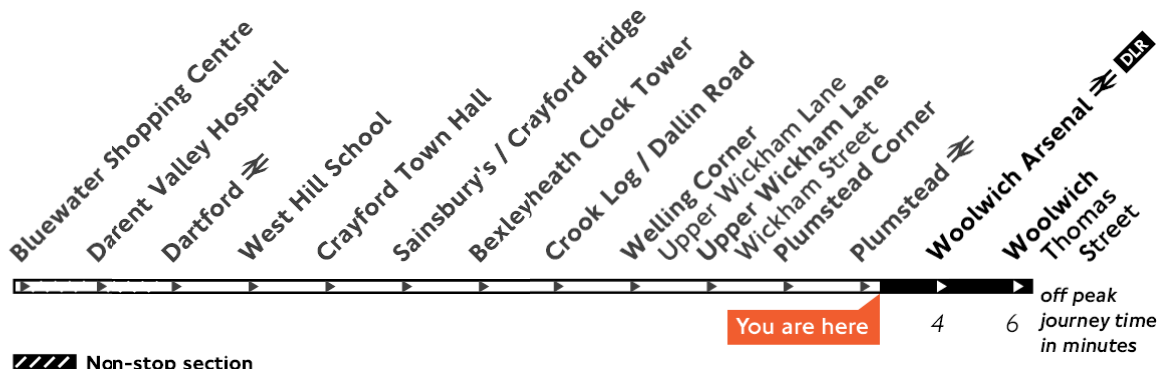 Bluewater Shopping Centre
Darent Valley Hospital
Dartford
West Hill School
Crayford Town Hall
Sainsbury's / Crayford Bridge
Bexleyheath Clock Tower
Crook Log / Dallin Road
Welling Corner
Upper Wickham Lane
Upper Wickham Lane
Wickham Street
Plumstead Corner
Plumstead
Woolwich Arsenal DLR
Woolwich
Thomas
Street
You are here
4
6
off peak
journey time
in minutes
Non-stop section